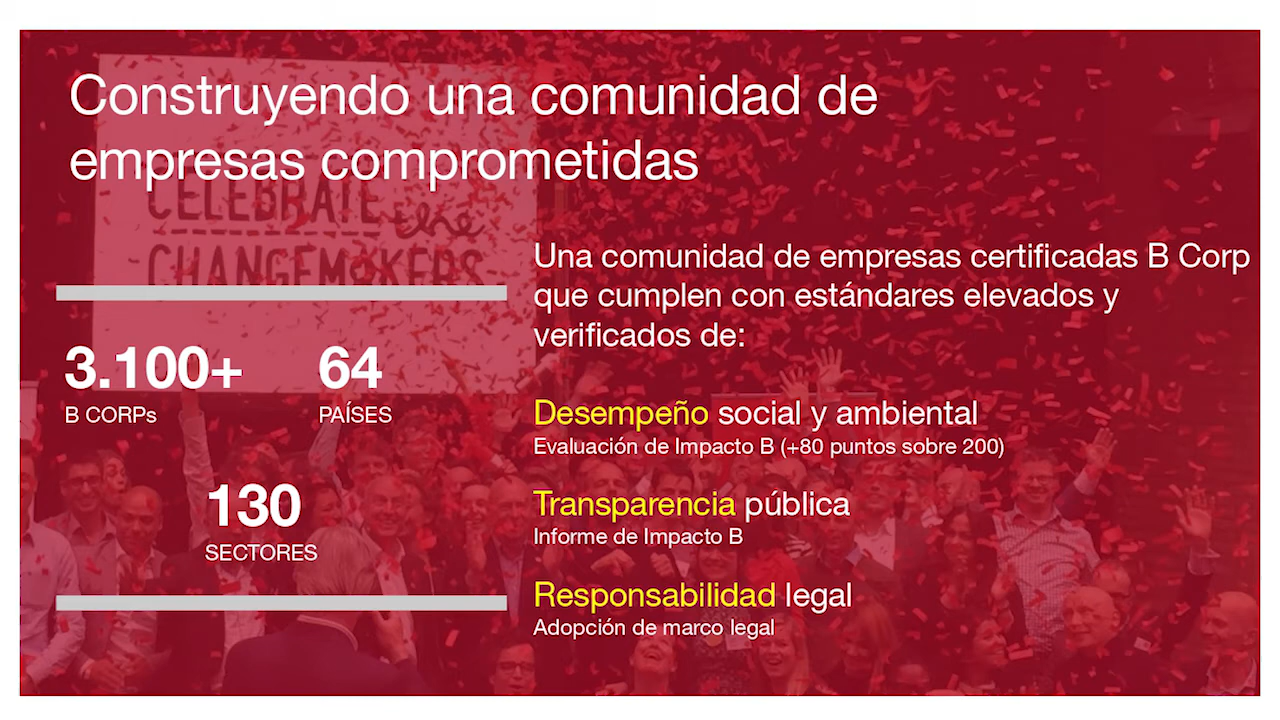 Construyendo una comunidad de
empresas comprometidas
CELEBRATE the
CHANGEMAKERS
3.100+
B CORPs
64
PAÍSES
130
SECTORES
Una comunidad de empresas certificadas B Corp
que cumplen con estándares elevados y
verificados de:
Desempeño social y ambiental
Evaluación de Impacto B (+80 puntos sobre 200)
Transparencia pública
Informe de Impacto B
Responsabilidad legal
Adopción de marco legal